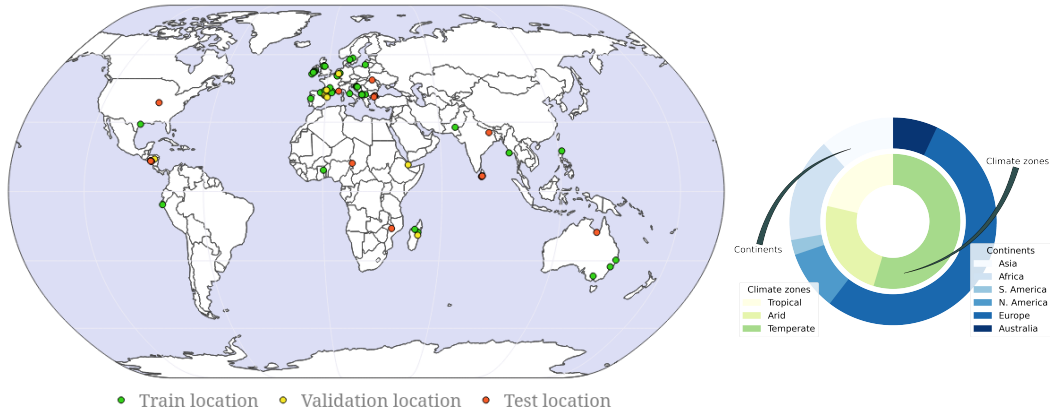 Climate zones
Continents
Continents
Asia
Africa
S. America
N. America
Europe
Australia
Climate zones
Tropical
Arid
Temperate
Train location
Validation location
Test location